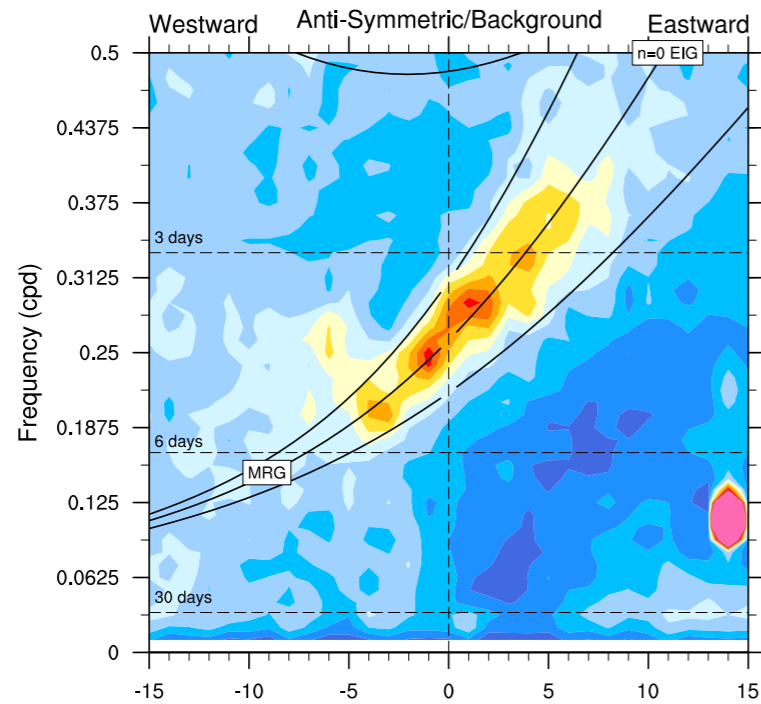 Westward Anti-Symmetric/Background Eastward
0.5
n=0 EIG
0.4375
0.375
3 days
0.3125
Frequency (cpd)
0.25
0.1875
6 days
MRG
0.125
0.0625
30 days
0
-15 -10 -5 0 5 10 15